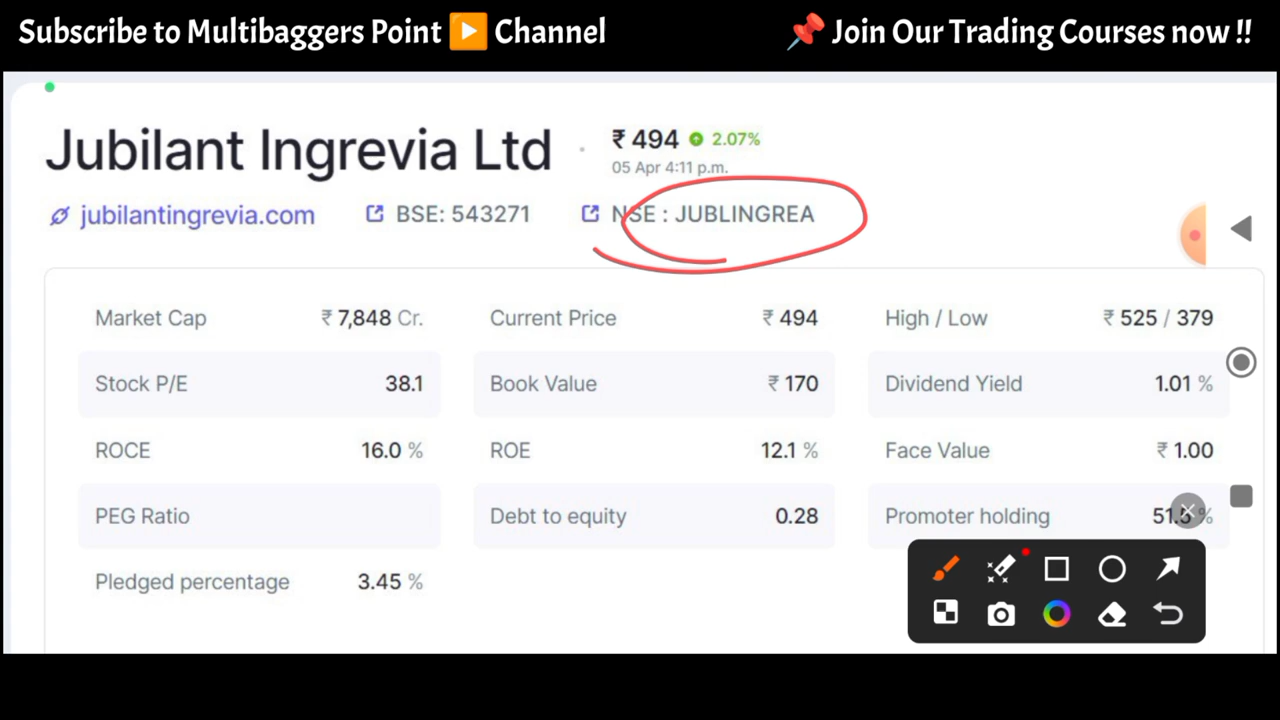 Subscribe to Multibaggers Point ▶️ Channel
📌 Join Our Trading Courses now !!
Jubilant Ingrevia Ltd
₹ 494 2.07%
05 Apr 4:11 p.m.
jubilantingrevia.com BSE: 543271 NSE : JUBLINGREA
Market Cap ₹ 7,848 Cr. Current Price ₹ 494 High / Low ₹ 525 / 379
Stock P/E 38.1 Book Value ₹ 170 Dividend Yield 1.01 %
ROCE 16.0 % ROE 12.1 % Face Value ₹ 1.00
PEG Ratio Debt to equity 0.28 Promoter holding 51.5 %
Pledged percentage 3.45 %